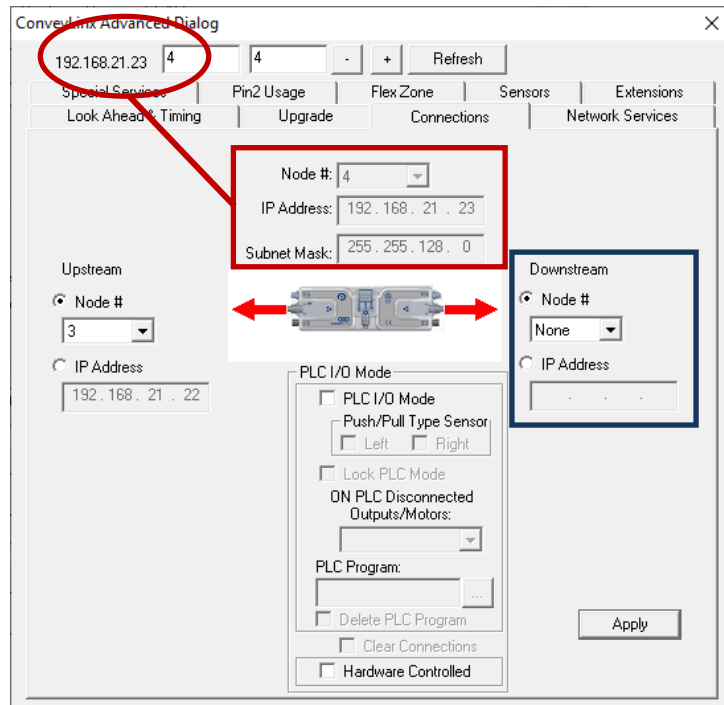 ConveyLinx Advanced Dialog
192.168.21.23 4 4 - + Refresh
Special Services Pin2 Usage Flex Zone Sensors Extensions
Look Ahead & Timing Upgrade Connections Network Services
Node #: 4
IP Address: 192 . 168 . 21 . 23
Subnet Mask: 255 . 255 . 128 . 0
Upstream
Node #
3
IP Address
192 . 168 . 21 . 22
Downstream
Node #
None
IP Address
. . .
PLC I/O Mode
PLC I/O Mode
Push/Pull Type Sensor
Left Right
Lock PLC Mode
ON PLC Disconnected
Outputs/Motors:
PLC Program:
...
Delete PLC Program
Clear Connections
Hardware Controlled
Apply